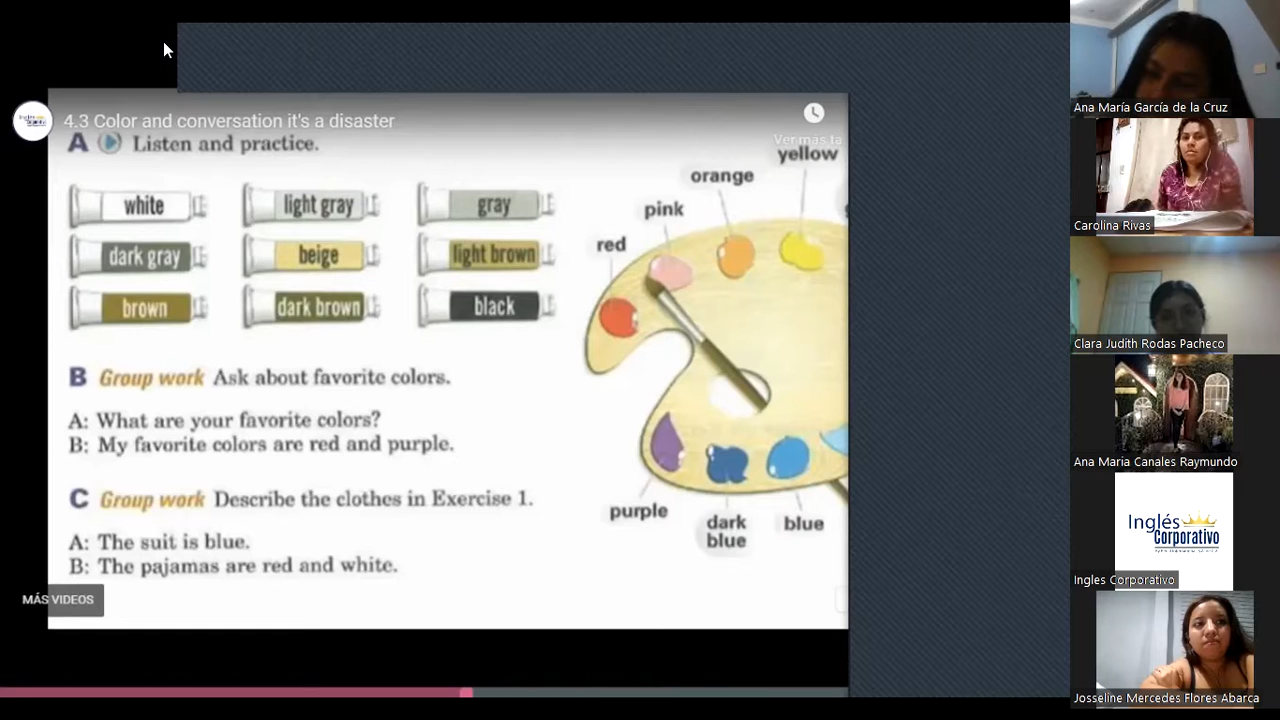 4.3 Color and conversation it's a disaster
Ver más ta
A Listen and practice.
white
light gray
gray
dark gray
beige
light brown
brown
dark brown
black
red
pink
orange
yellow
purple
dark
blue
blue
B Group work Ask about favorite colors.
A: What are your favorite colors?
B: My favorite colors are red and purple.
C Group work Describe the clothes in Exercise 1.
A: The suit is blue.
B: The pajamas are red and white.
MÁS VIDEOS
Ana María García de la Cruz
Carolina Rivas
Clara Judith Rodas Pacheco
Ana Maria Canales Raymundo
Inglés
Corporativo
Ingles Corporativo
Josseline Mercedes Flores Abarca